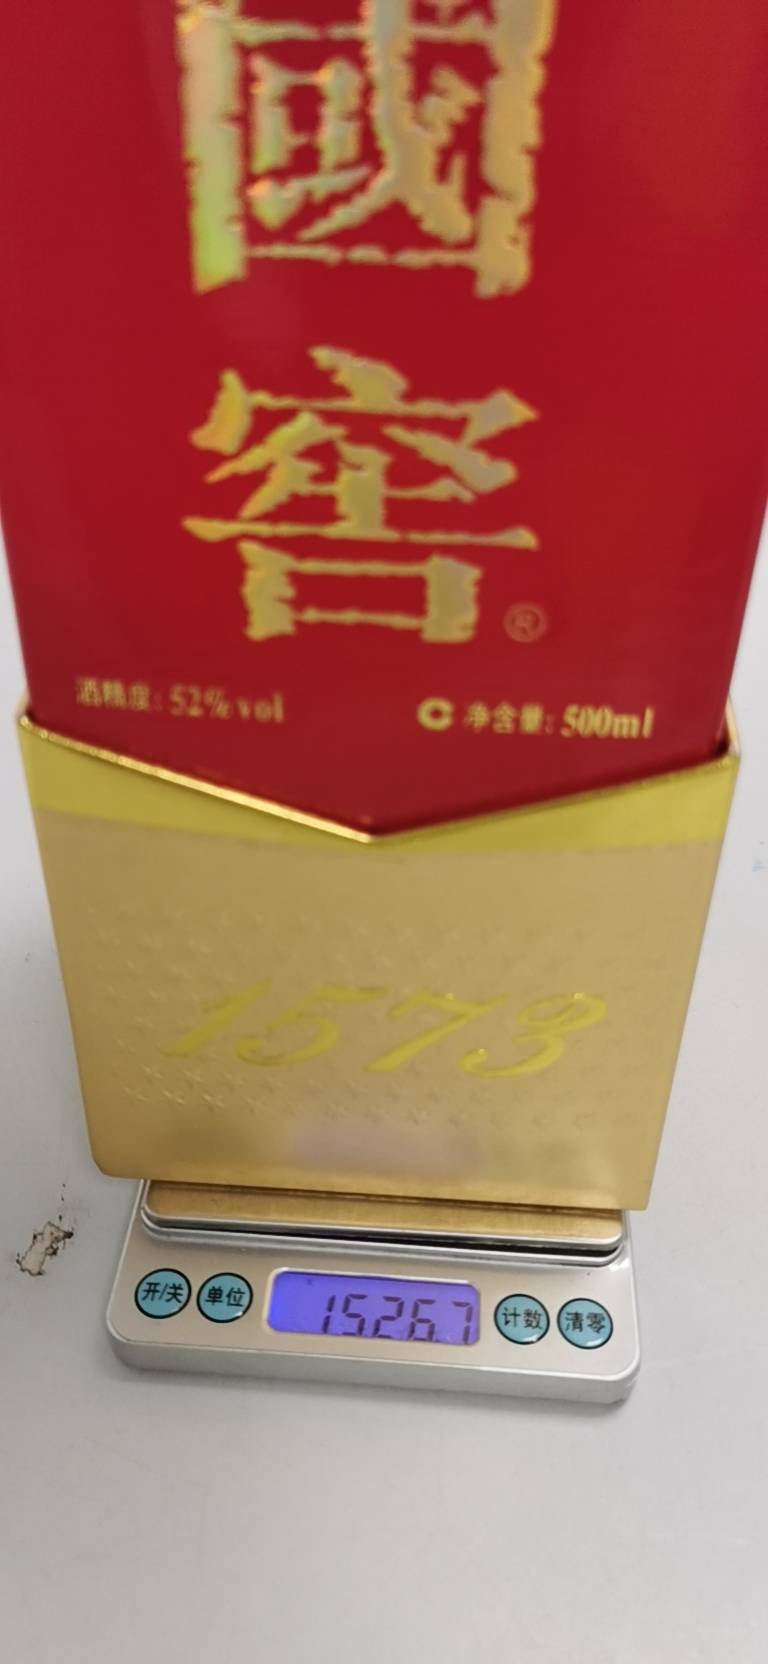 國
窖®
酒精度: 52%vol
C 净含量: 500ml
1573
开/关 单位 1526.7 计数 清零